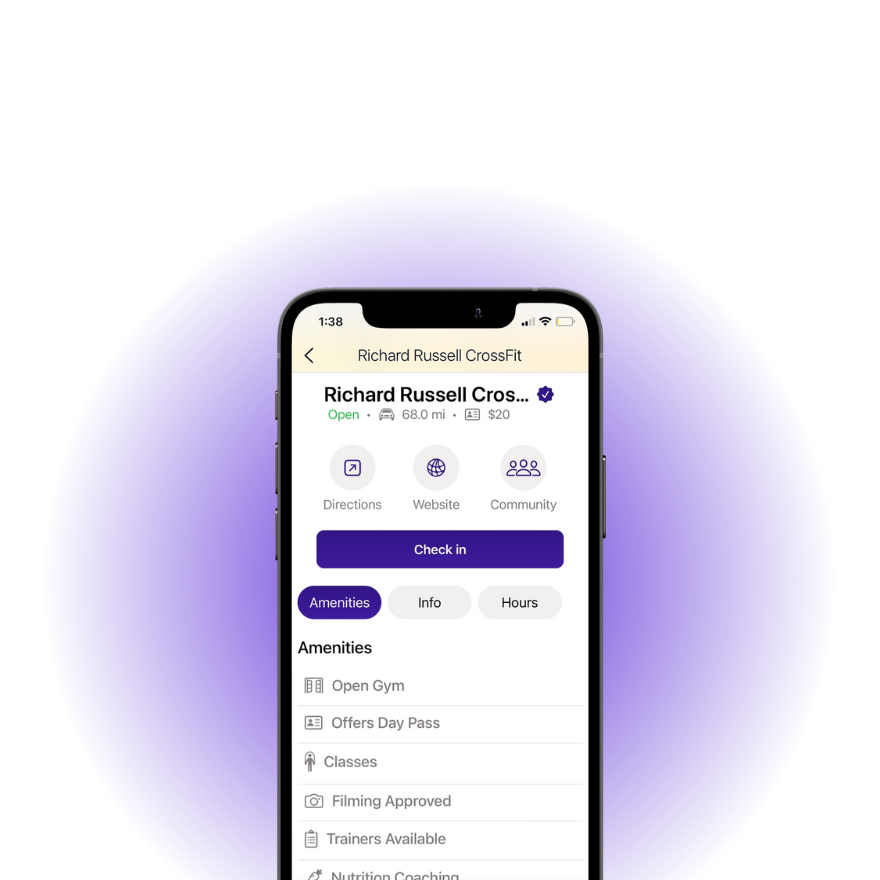 1:38
Richard Russell CrossFit
Richard Russell Cros...
Open • 68.0 mi • $20
Directions Website Community
Check in
Amenities Info Hours
Amenities
Open Gym
Offers Day Pass
Classes
Filming Approved
Trainers Available
Nutrition Coaching